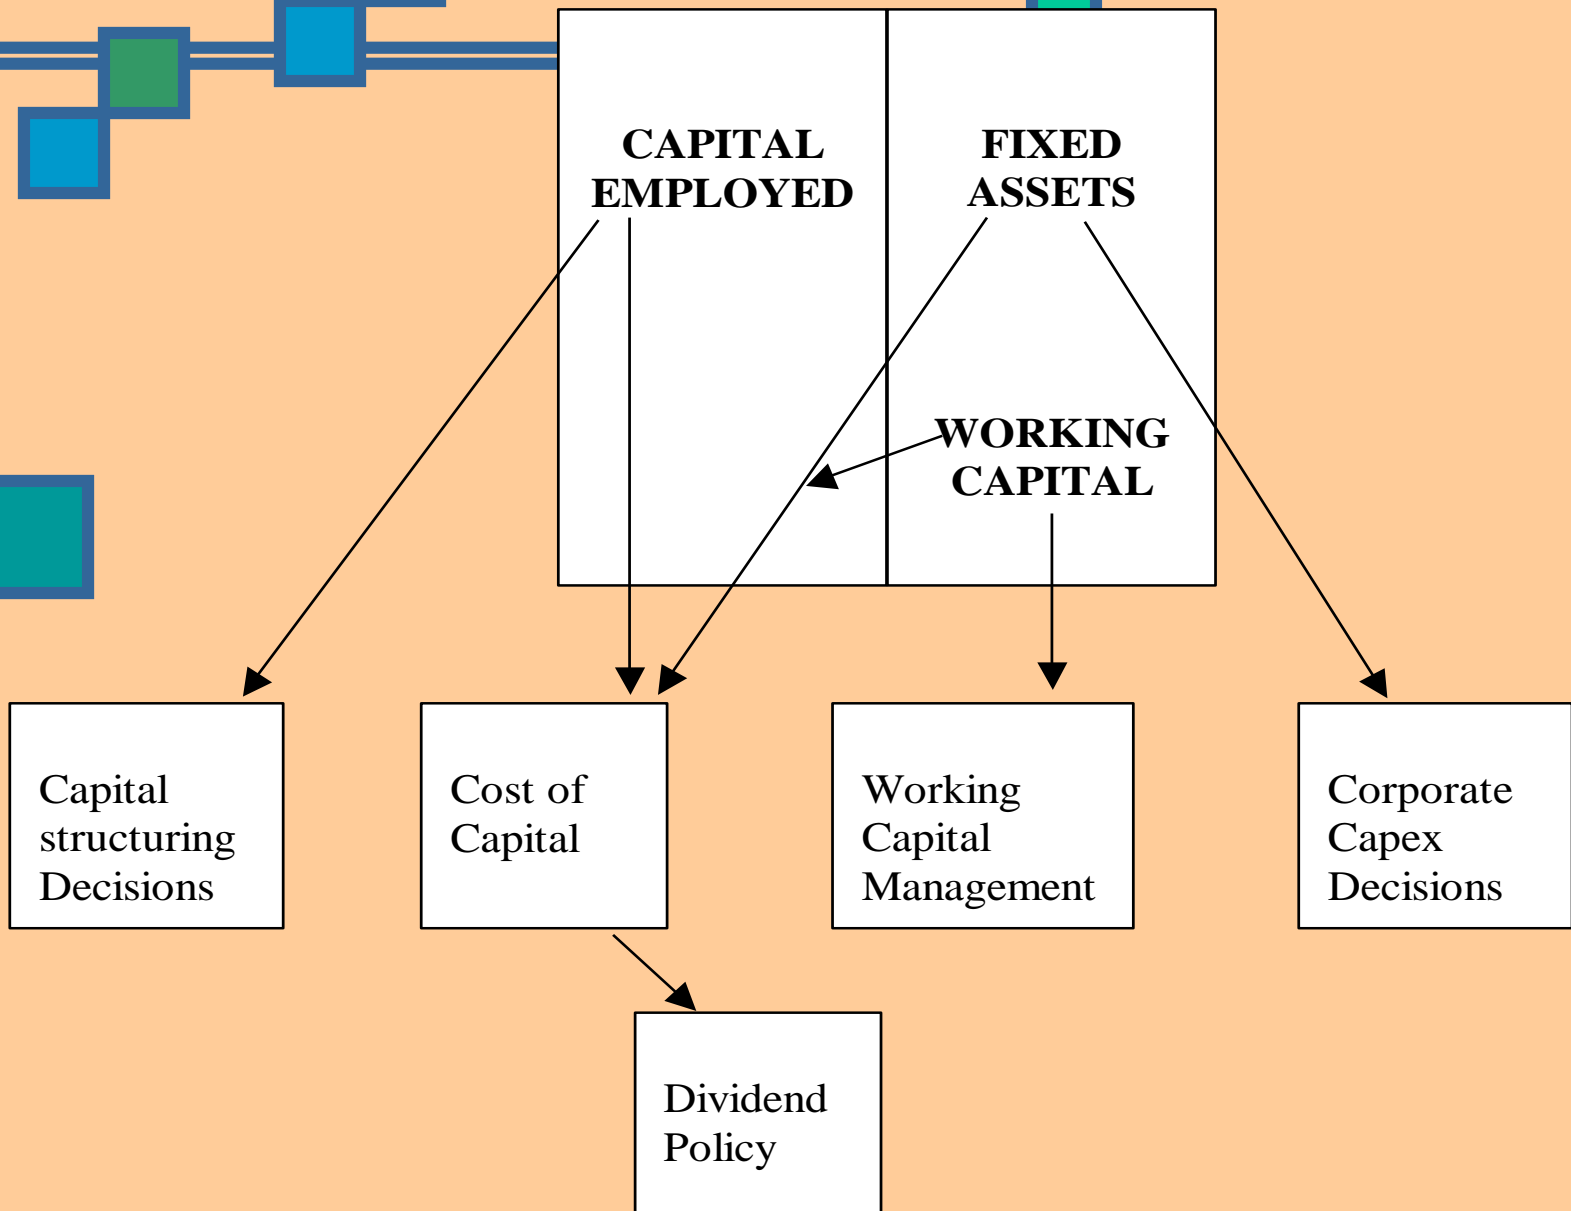 CAPITAL
EMPLOYED
FIXED
ASSETS
WORKING
CAPITAL
Capital
structuring
Decisions
Cost of
Capital
Working
Capital
Management
Corporate
Capex
Decisions
Dividend
Policy